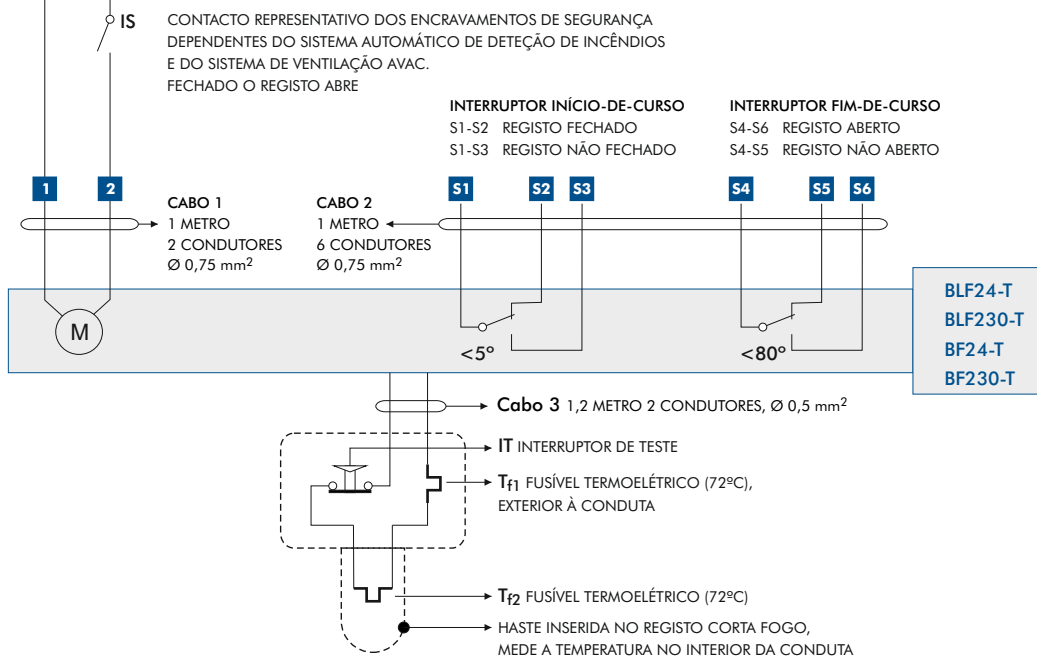 IS
CONTACTO REPRESENTATIVO DOS ENCRAVAMENTOS DE SEGURANÇA
DEPENDENTES DO SISTEMA AUTOMÁTICO DE DETEÇÃO DE INCÊNDIOS
E DO SISTEMA DE VENTILAÇÃO AVAC.
FECHADO O REGISTO ABRE
INTERRUPTOR INÍCIO-DE-CURSO
S1-S2 REGISTO FECHADO
S1-S3 REGISTO NÃO FECHADO
INTERRUPTOR FIM-DE-CURSO
S4-S6 REGISTO ABERTO
S4-S5 REGISTO NÃO ABERTO
1
2
S1
S2
S3
S4
S5
S6
CABO 1
1 METRO
2 CONDUTORES
Ø 0,75 mm²
CABO 2
1 METRO
6 CONDUTORES
Ø 0,75 mm²
M
<5º
<80º
BLF24-T
BLF230-T
BF24-T
BF230-T
Cabo 3 1,2 METRO 2 CONDUTORES, Ø 0,5 mm²
IT INTERRUPTOR DE TESTE
Tf1 FUSÍVEL TERMOELÉTRICO (72ºC),
EXTERIOR À CONDUTA
Tf2 FUSÍVEL TERMOELÉTRICO (72ºC)
HASTE INSERIDA NO REGISTO CORTA FOGO,
MEDE A TEMPERATURA NO INTERIOR DA CONDUTA